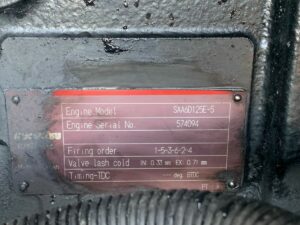 Engine Model SAA6D125E-5
Engine Serial No. 574094
Firing order 1-5-3-6-2-4
Valve lash cold IN: 0.33 mm EX: 0.71 mm
Timing-TDC -- deg. BTDC